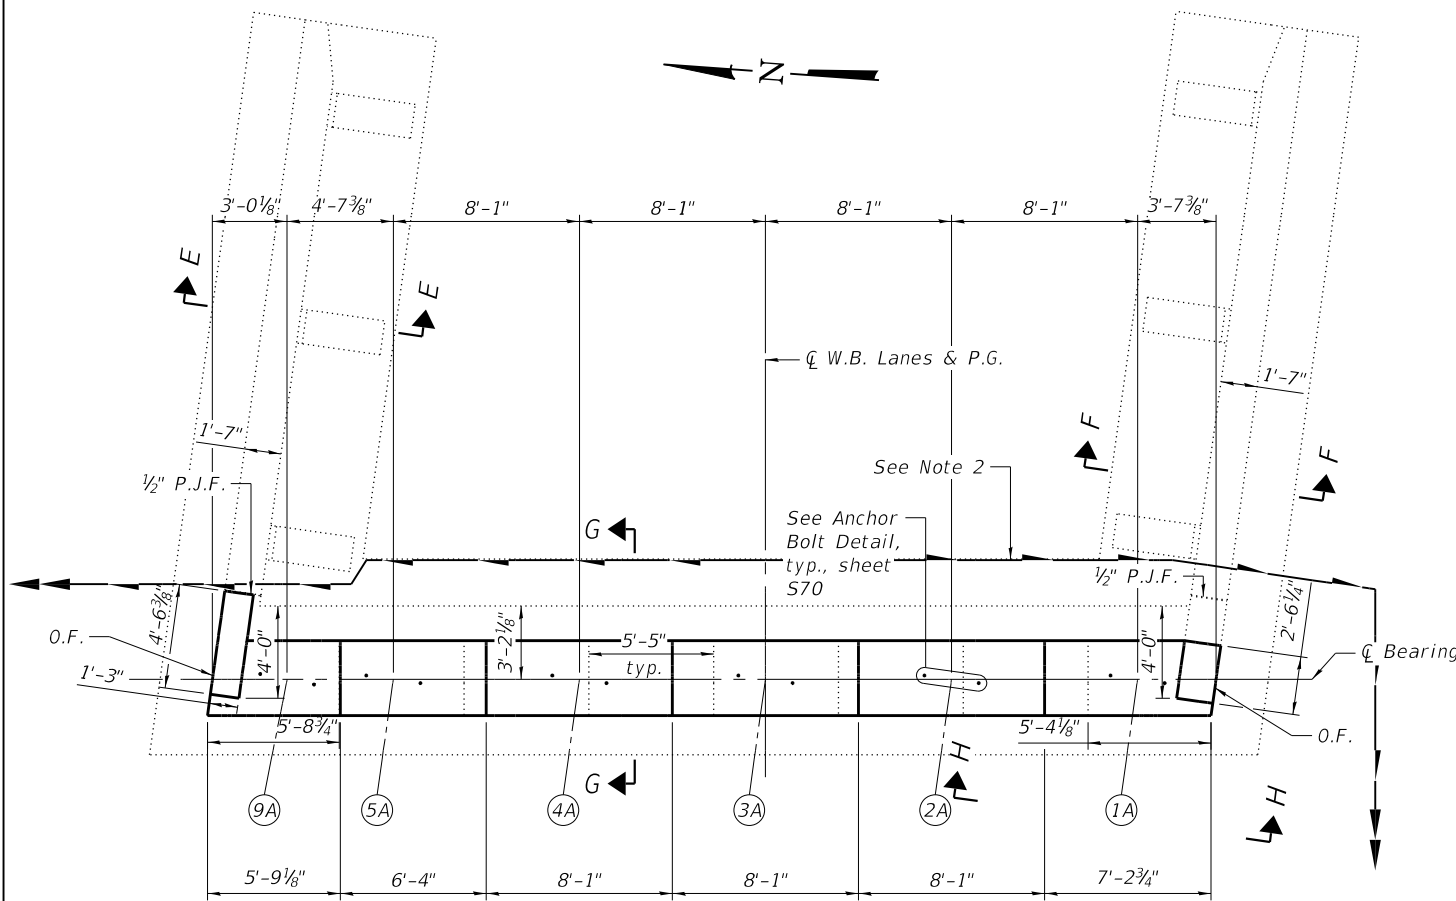 N
3'-0⅛"
4'-7⅜"
8'-1"
8'-1"
8'-1"
8'-1"
3'-7⅜"
E
E
℄ W.B. Lanes & P.G.
1'-7"
1'-7"
F
F
See Note 2
½" P.J.F.
G
See Anchor
Bolt Detail,
typ., sheet
S70
½" P.J.F.
4'-6⅜"
4'-0"
3'-2⅛"
5'-5"
typ.
4'-0"
2'-6¼"
O.F.
1'-3"
℄ Bearing
5'-8¾"
5'-4⅛"
O.F.
G
H
H
9A
5A
4A
3A
2A
1A
5'-9⅛"
6'-4"
8'-1"
8'-1"
8'-1"
7'-2¾"